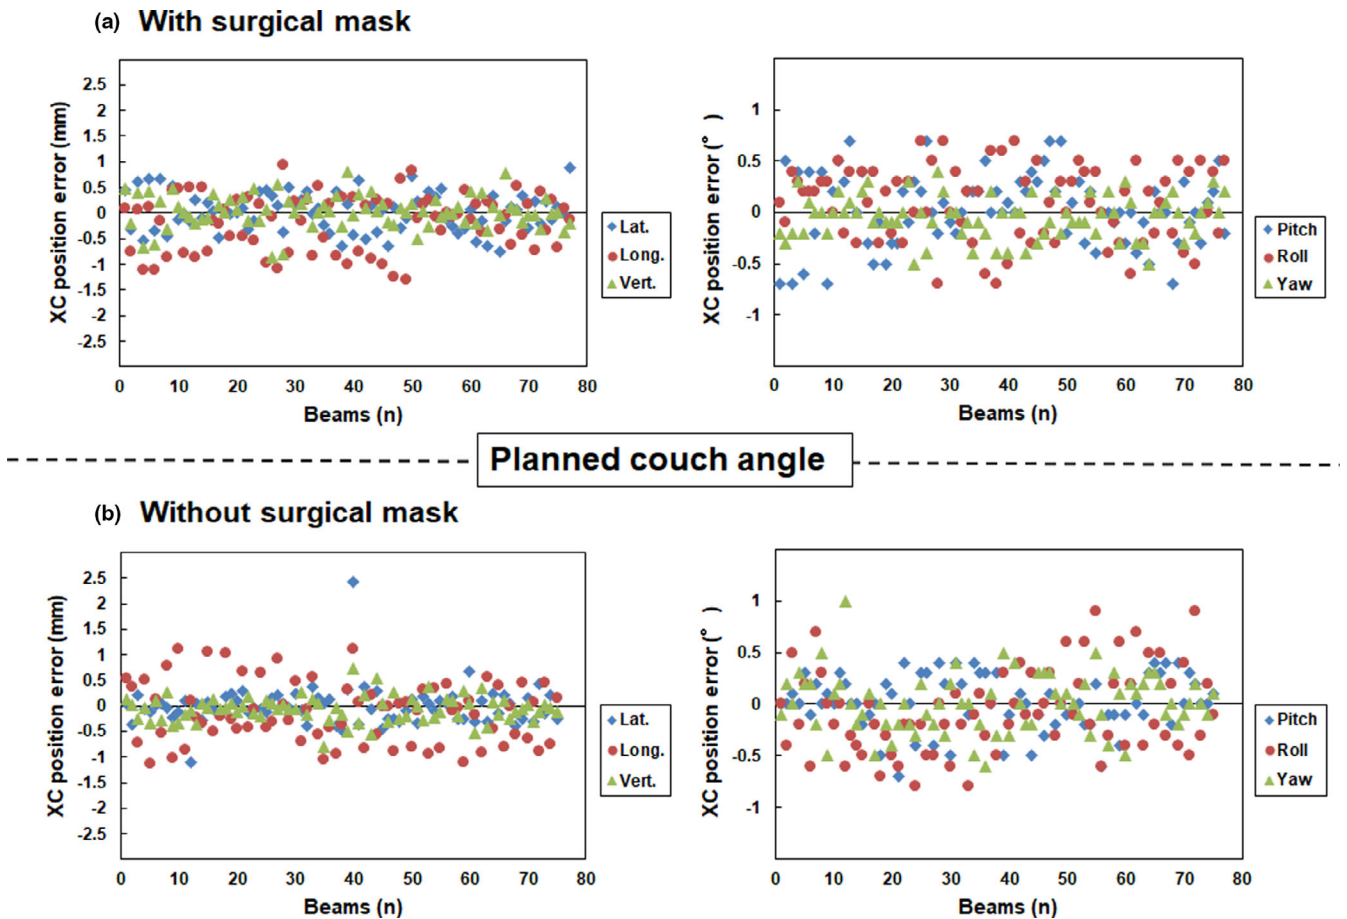 (a) With surgical mask
XC position error (mm)
2.5
2
1.5
1
0.5
0
-0.5
-1
-1.5
-2
-2.5
0 10 20 30 40 50 60 70 80
Beams (n)
Lat.
Long.
Vert.
XC position error (° )
1
0.5
0
-0.5
-1
0 10 20 30 40 50 60 70 80
Beams (n)
Pitch
Roll
Yaw
Planned couch angle
(b) Without surgical mask
XC position error (mm)
2.5
2
1.5
1
0.5
0
-0.5
-1
-1.5
-2
-2.5
0 10 20 30 40 50 60 70 80
Beams (n)
Lat.
Long.
Vert.
XC position error (° )
1
0.5
0
-0.5
-1
0 10 20 30 40 50 60 70 80
Beams (n)
Pitch
Roll
Yaw